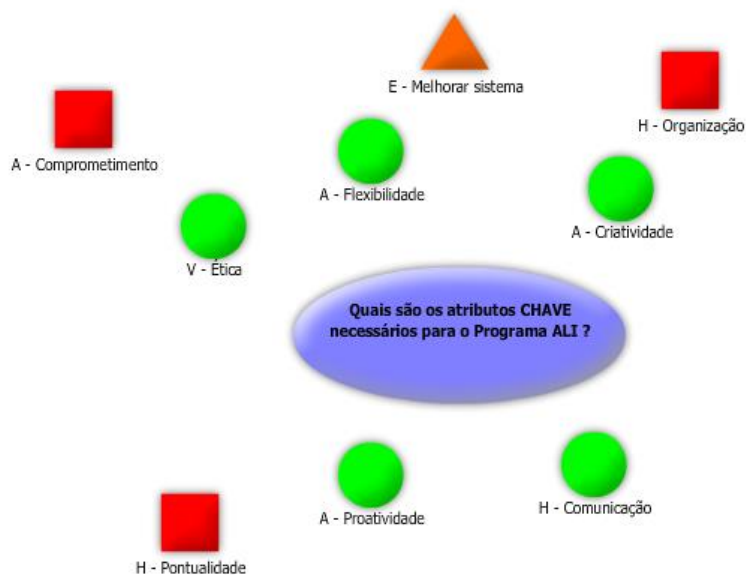 E - Melhorar sistema
H - Organização
A - Comprometimento
A - Flexibilidade
A - Criatividade
V - Ética
Quais são os atributos CHAVE
necessários para o Programa ALI ?
A - Proatividade
H - Comunicação
H - Pontualidade